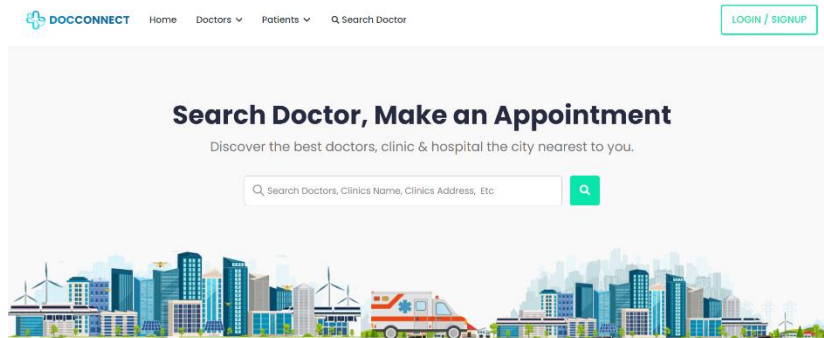 DOCCONNECT Home Doctors Patients Search Doctor LOGIN / SIGNUP
Search Doctor, Make an Appointment
Discover the best doctors, clinic & hospital the city nearest to you.
Search Doctors, Clinics Name, Clinics Address, Etc